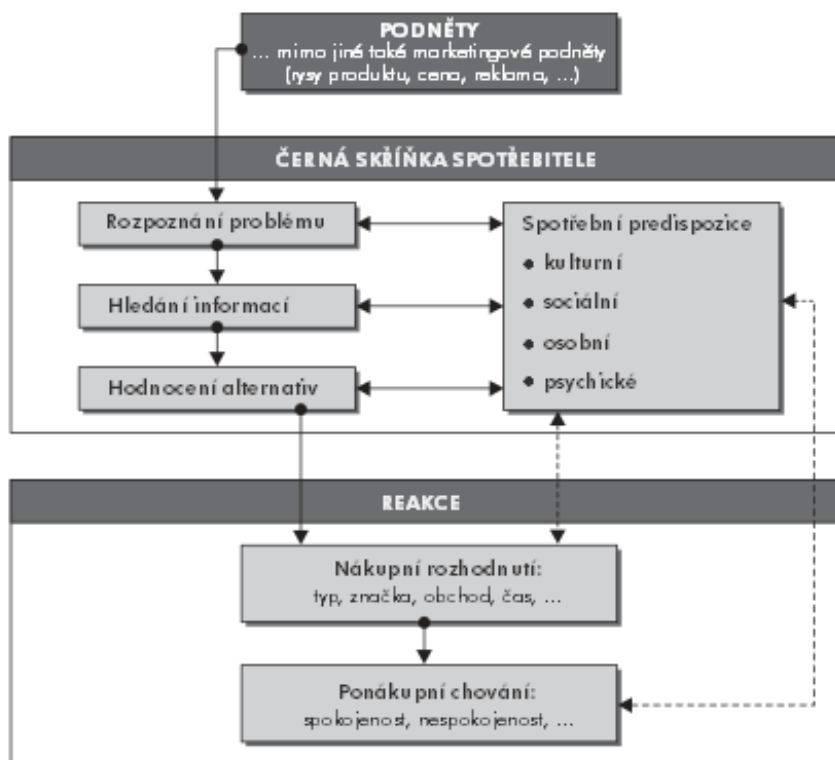 PODNĚTY
... mimo jiné také marketingové podněty
(rysy produktu, cena, reklama, ...)
ČERNÁ SKŘÍŇKA SPOTŘEBITELE
Rozpoznání problému
Hledání informací
Hodnocení alternativ
Spotřební predispozice
• kulturní
• sociální
• osobní
• psychické
REAKCE
Nákupní rozhodnutí:
typ, značka, obchod, čas, ...
Ponákupní chování:
spokojenost, nespokojenost, ...